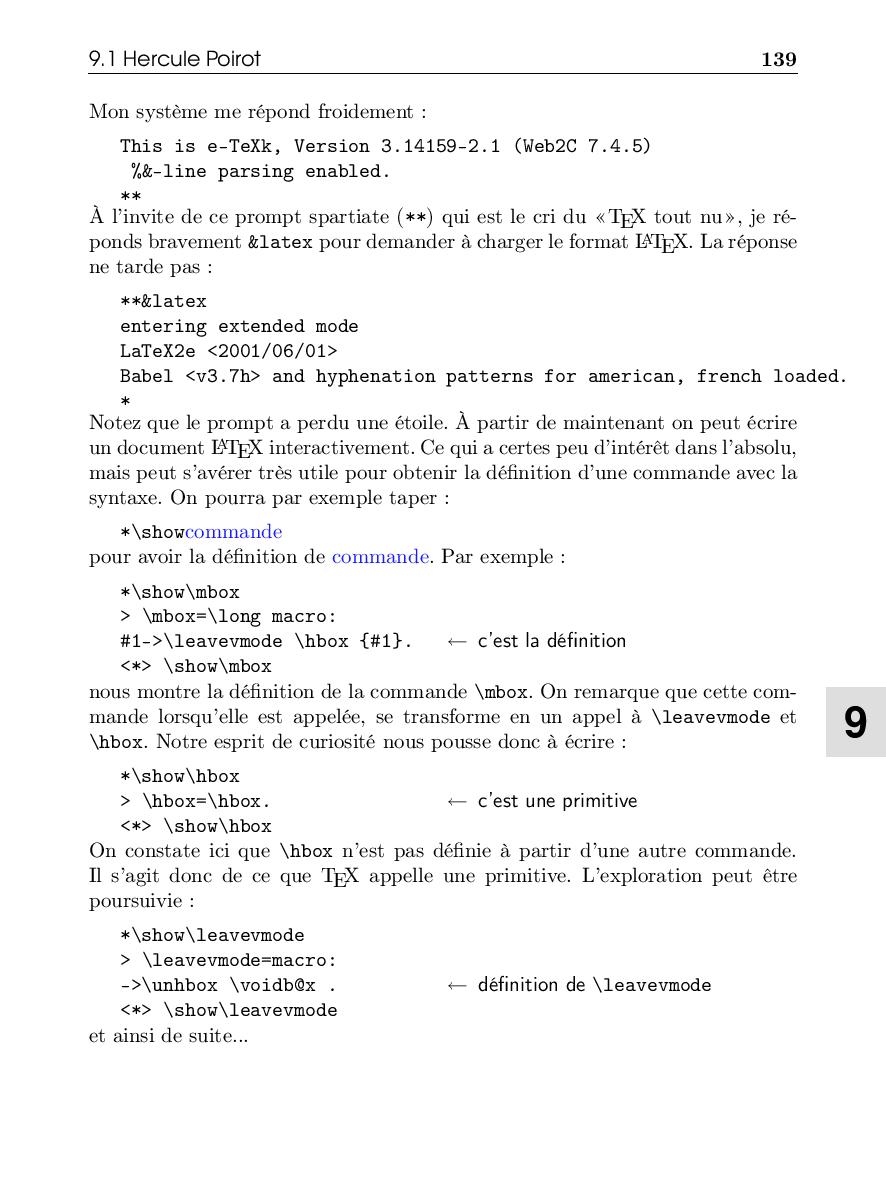 9.1 Hercule Poirot 139
Mon système me répond froidement :
This is e-TeXk, Version 3.14159-2.1 (Web2C 7.4.5)
%&-line parsing enabled.
**
À l'invite de ce prompt spartiate (**) qui est le cri du «TEX tout nu», je ré-
ponds bravement &latex pour demander à charger le format LATEX. La réponse
ne tarde pas :
**&latex
entering extended mode
LaTeX2e <2001/06/01>
Babel <v3.7h> and hyphenation patterns for american, french loaded.
*
Notez que le prompt a perdu une étoile. À partir de maintenant on peut écrire
un document LATEX interactivement. Ce qui a certes peu d'intérêt dans l'absolu,
mais peut s'avérer très utile pour obtenir la définition d'une commande avec la
syntaxe. On pourra par exemple taper :
*\showcommande
pour avoir la définition de commande. Par exemple :
*\show\mbox
> \mbox=\long macro:
#1->\leavevmode \hbox {#1}. ← c'est la définition
<*> \show\mbox
nous montre la définition de la commande \mbox. On remarque que cette com-
mande lorsqu'elle est appelée, se transforme en un appel à \leavevmode et
\hbox. Notre esprit de curiosité nous pousse donc à écrire :
9
*\show\hbox
> \hbox=\hbox. ← c'est une primitive
<*> \show\hbox
On constate ici que \hbox n'est pas définie à partir d'une autre commande.
Il s'agit donc de ce que TEX appelle une primitive. L'exploration peut être
poursuivie :
*\show\leavevmode
> \leavevmode=macro:
->\unhbox \voidb@x . ← définition de \leavevmode
<*> \show\leavevmode
et ainsi de suite...